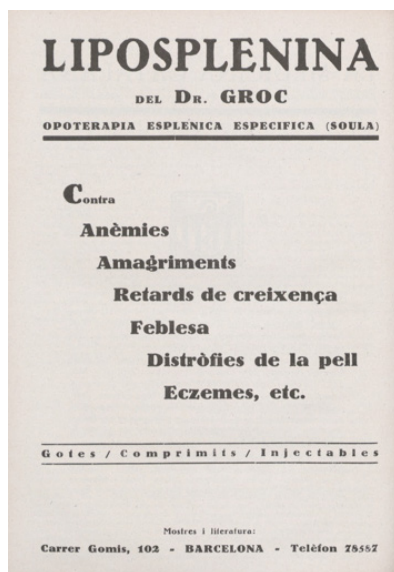 LIPOSPLENINA
DEL DR. GROC
OPOTERAPIA ESPLENICA ESPECIFICA (SOULA)
Contra
Anèmies
Amagriments
Retards de creixença
Feblesa
Distròfies de la pell
Eczemes, etc.
Gotes / Comprimits / Injectables
Mostres i literatura:
Carrer Gomis, 102 - BARCELONA - Telèfon 78587